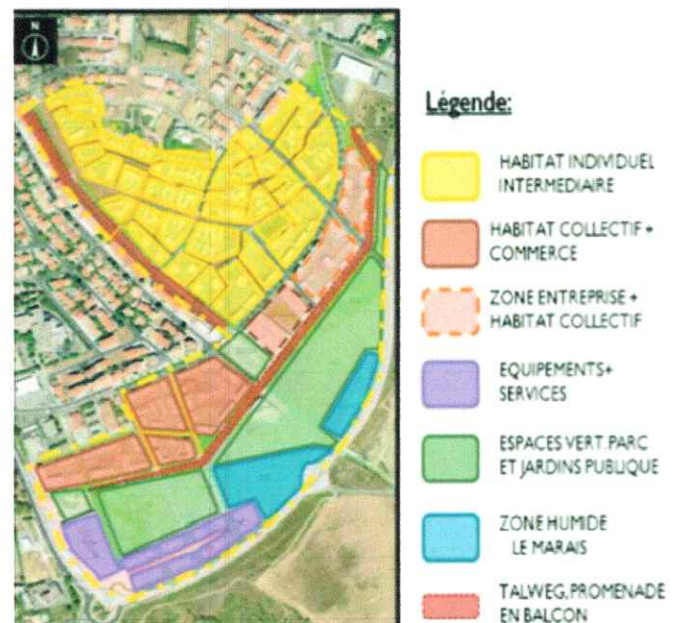 N
Légende:
HABITAT INDIVIDUEL
INTERMEDIAIRE
HABITAT COLLECTIF +
COMMERCE
ZONE ENTREPRISE +
HABITAT COLLECTIF
EQUIPEMENTS+
SERVICES
ESPACES VERT.PARC
ET JARDINS PUBLIQUE
ZONE HUMIDE
LE MARAIS
TALWEG,PROMENADE
EN BALCON